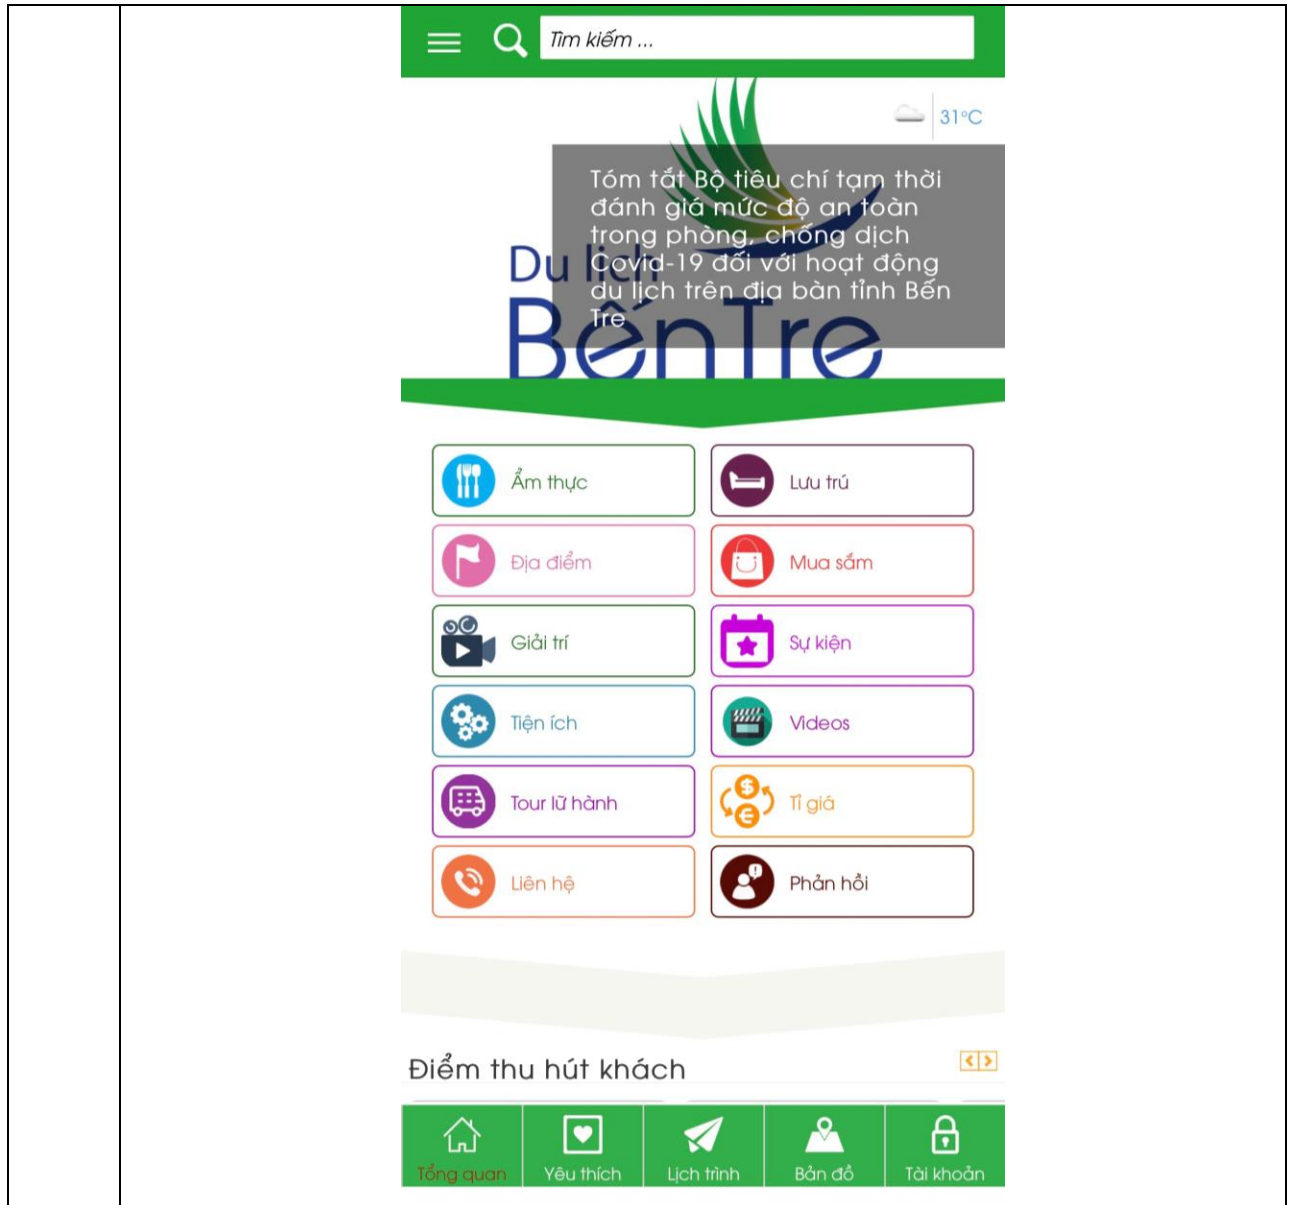 Tìm kiếm ...
31°C
Tóm tắt Bộ tiêu chí tạm thời
đánh giá mức độ an toàn
trong phòng, chống dịch
Covid-19 đối với hoạt động
du lịch trên địa bàn tỉnh Bến
Tre
Du lịch
BếnTre
Ẩm thực
Lưu trú
Địa điểm
Mua sắm
Giải trí
Sự kiện
Tiện ích
Videos
Tour lữ hành
Tỉ giá
Liên hệ
Phản hồi
Điểm thu hút khách
Tổng quan
Yêu thích
Lịch trình
Bản đồ
Tài khoản